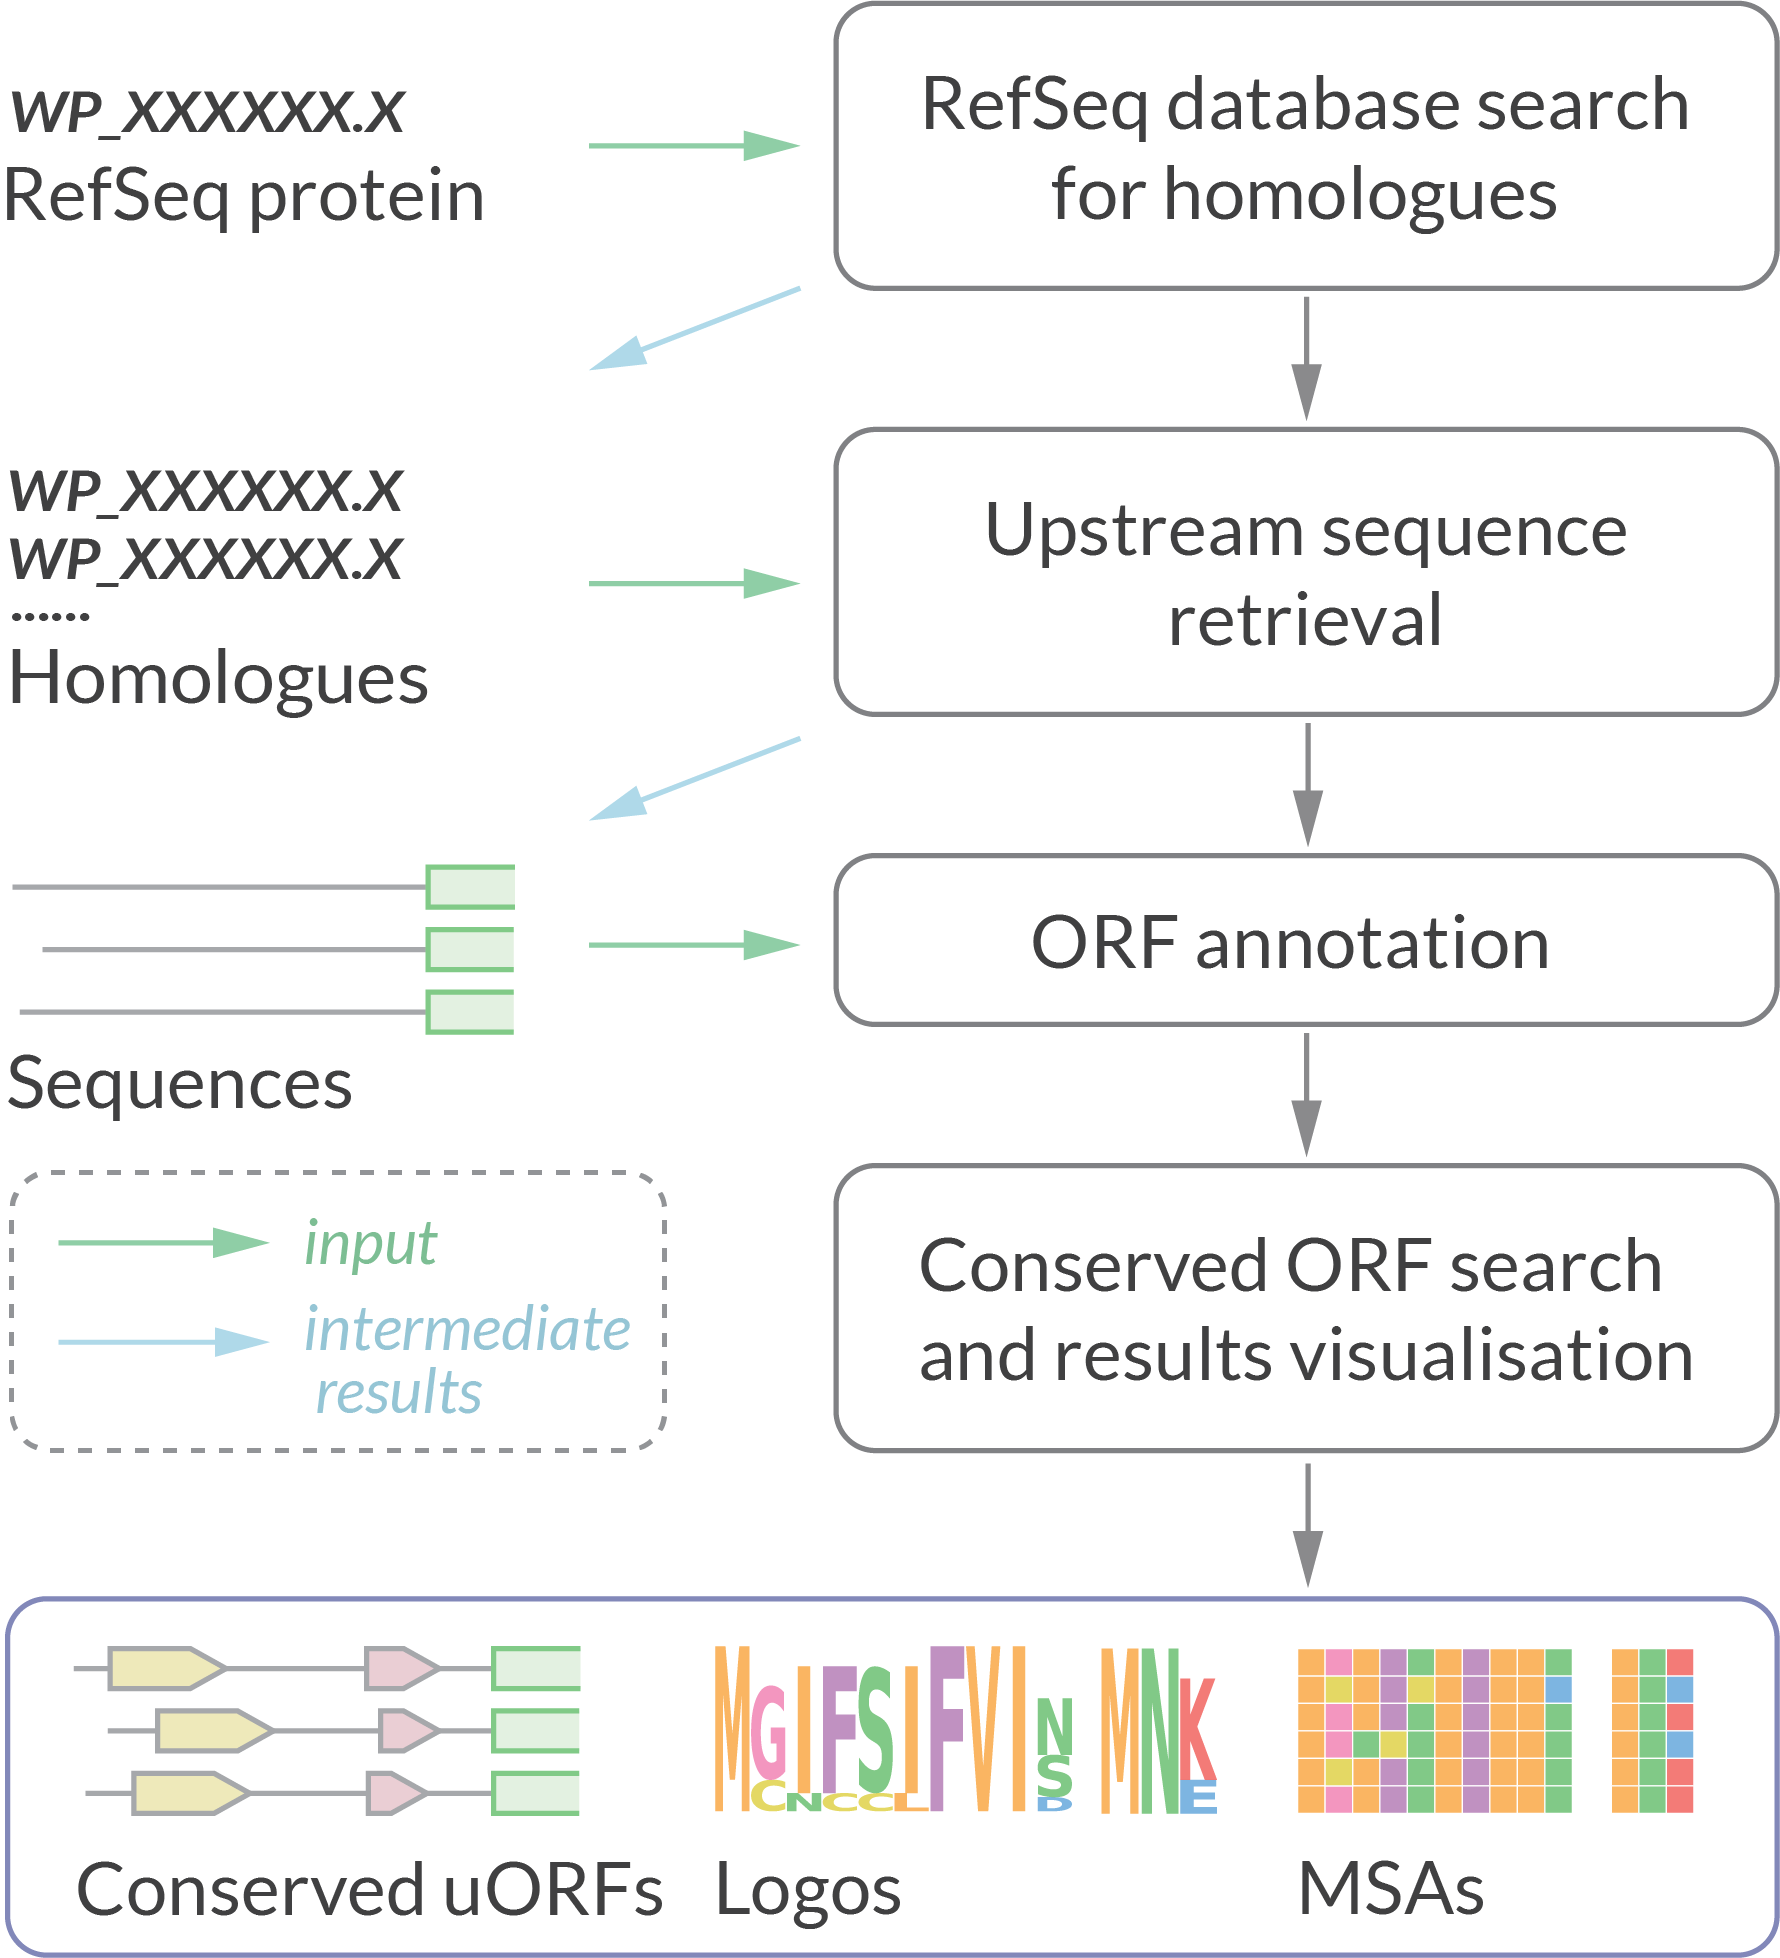 WP_XXXXXX.X
RefSeq protein
RefSeq database search
for homologues
WP_XXXXXX.X
WP_XXXXXX.X
......
Homologues
Upstream sequence
retrieval
Sequences
ORF annotation
input
intermediate
results
Conserved ORF search
and results visualisation
MGIFSIFVIN MNK
CNCCL S E
D
Conserved uORFs
Logos
MSAs